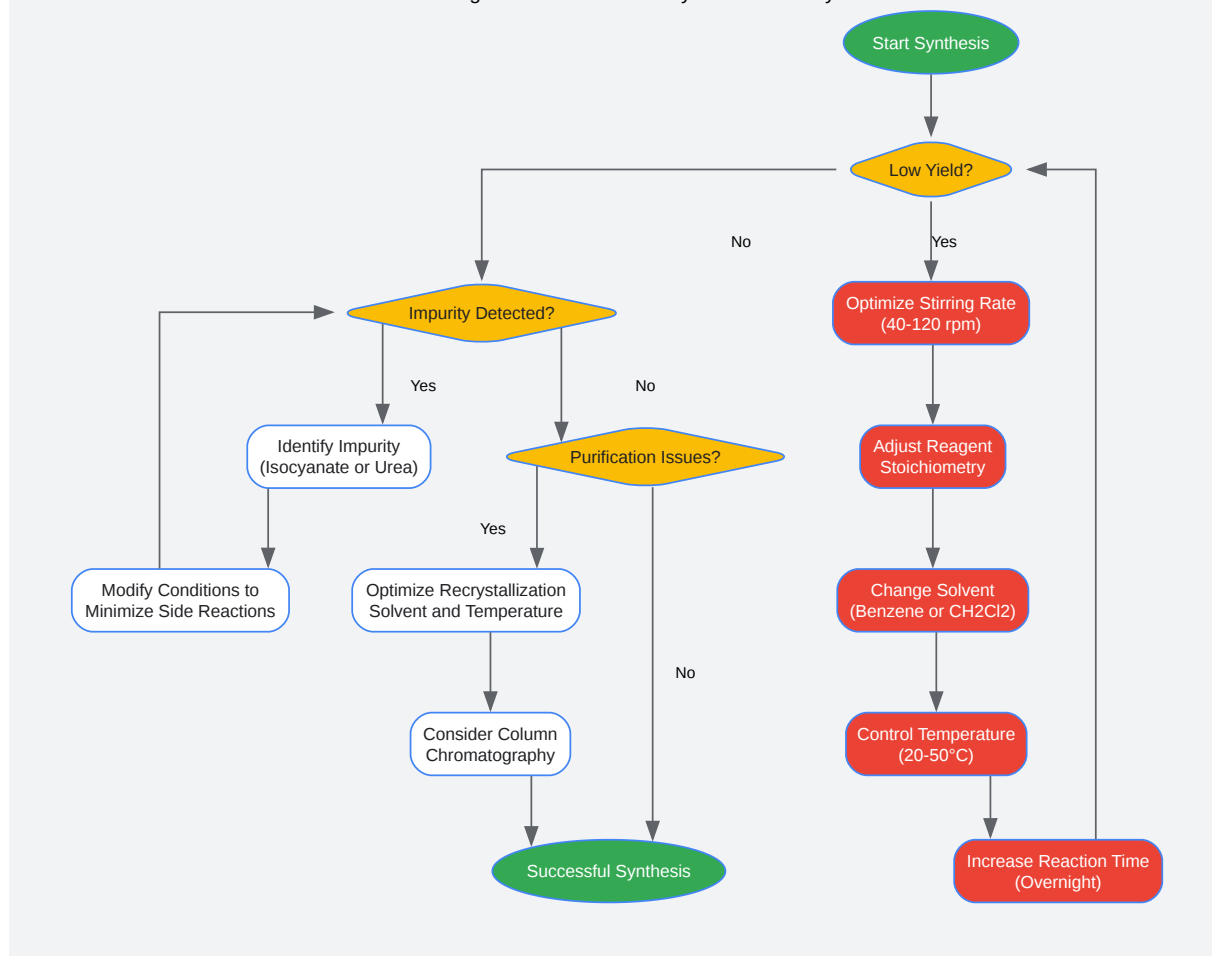 Start Synthesis
Low Yield?
No
Yes
Impurity Detected?
Optimize Stirring Rate
(40-120 rpm)
Yes
No
Identify Impurity
(Isocyanate or Urea)
Purification Issues?
Adjust Reagent
Stoichiometry
Yes
Modify Conditions to
Minimize Side Reactions
Optimize Recrystallization
Solvent and Temperature
Change Solvent
(Benzene or CH2Cl2)
No
Consider Column
Chromatography
Control Temperature
(20-50°C)
Successful Synthesis
Increase Reaction Time
(Overnight)